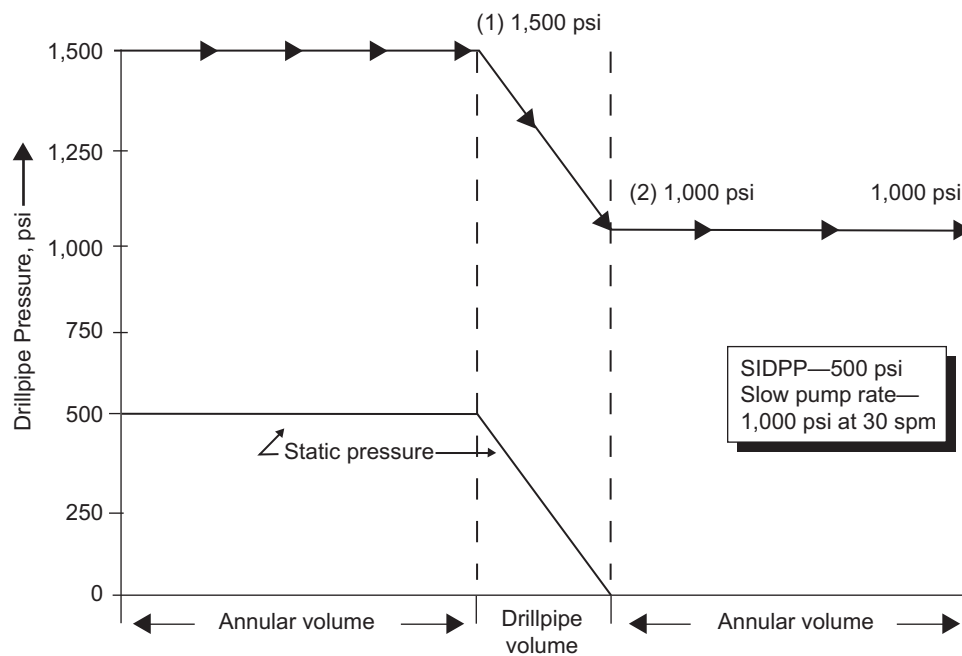 (1) 1,500 psi
1,500
1,250
1,000
750
500
250
0
Drillpipe Pressure, psi
(2) 1,000 psi
1,000 psi
SIDPP—500 psi
Slow pump rate—
1,000 psi at 30 spm
Static pressure
Annular volume
Drillpipe
volume
Annular volume